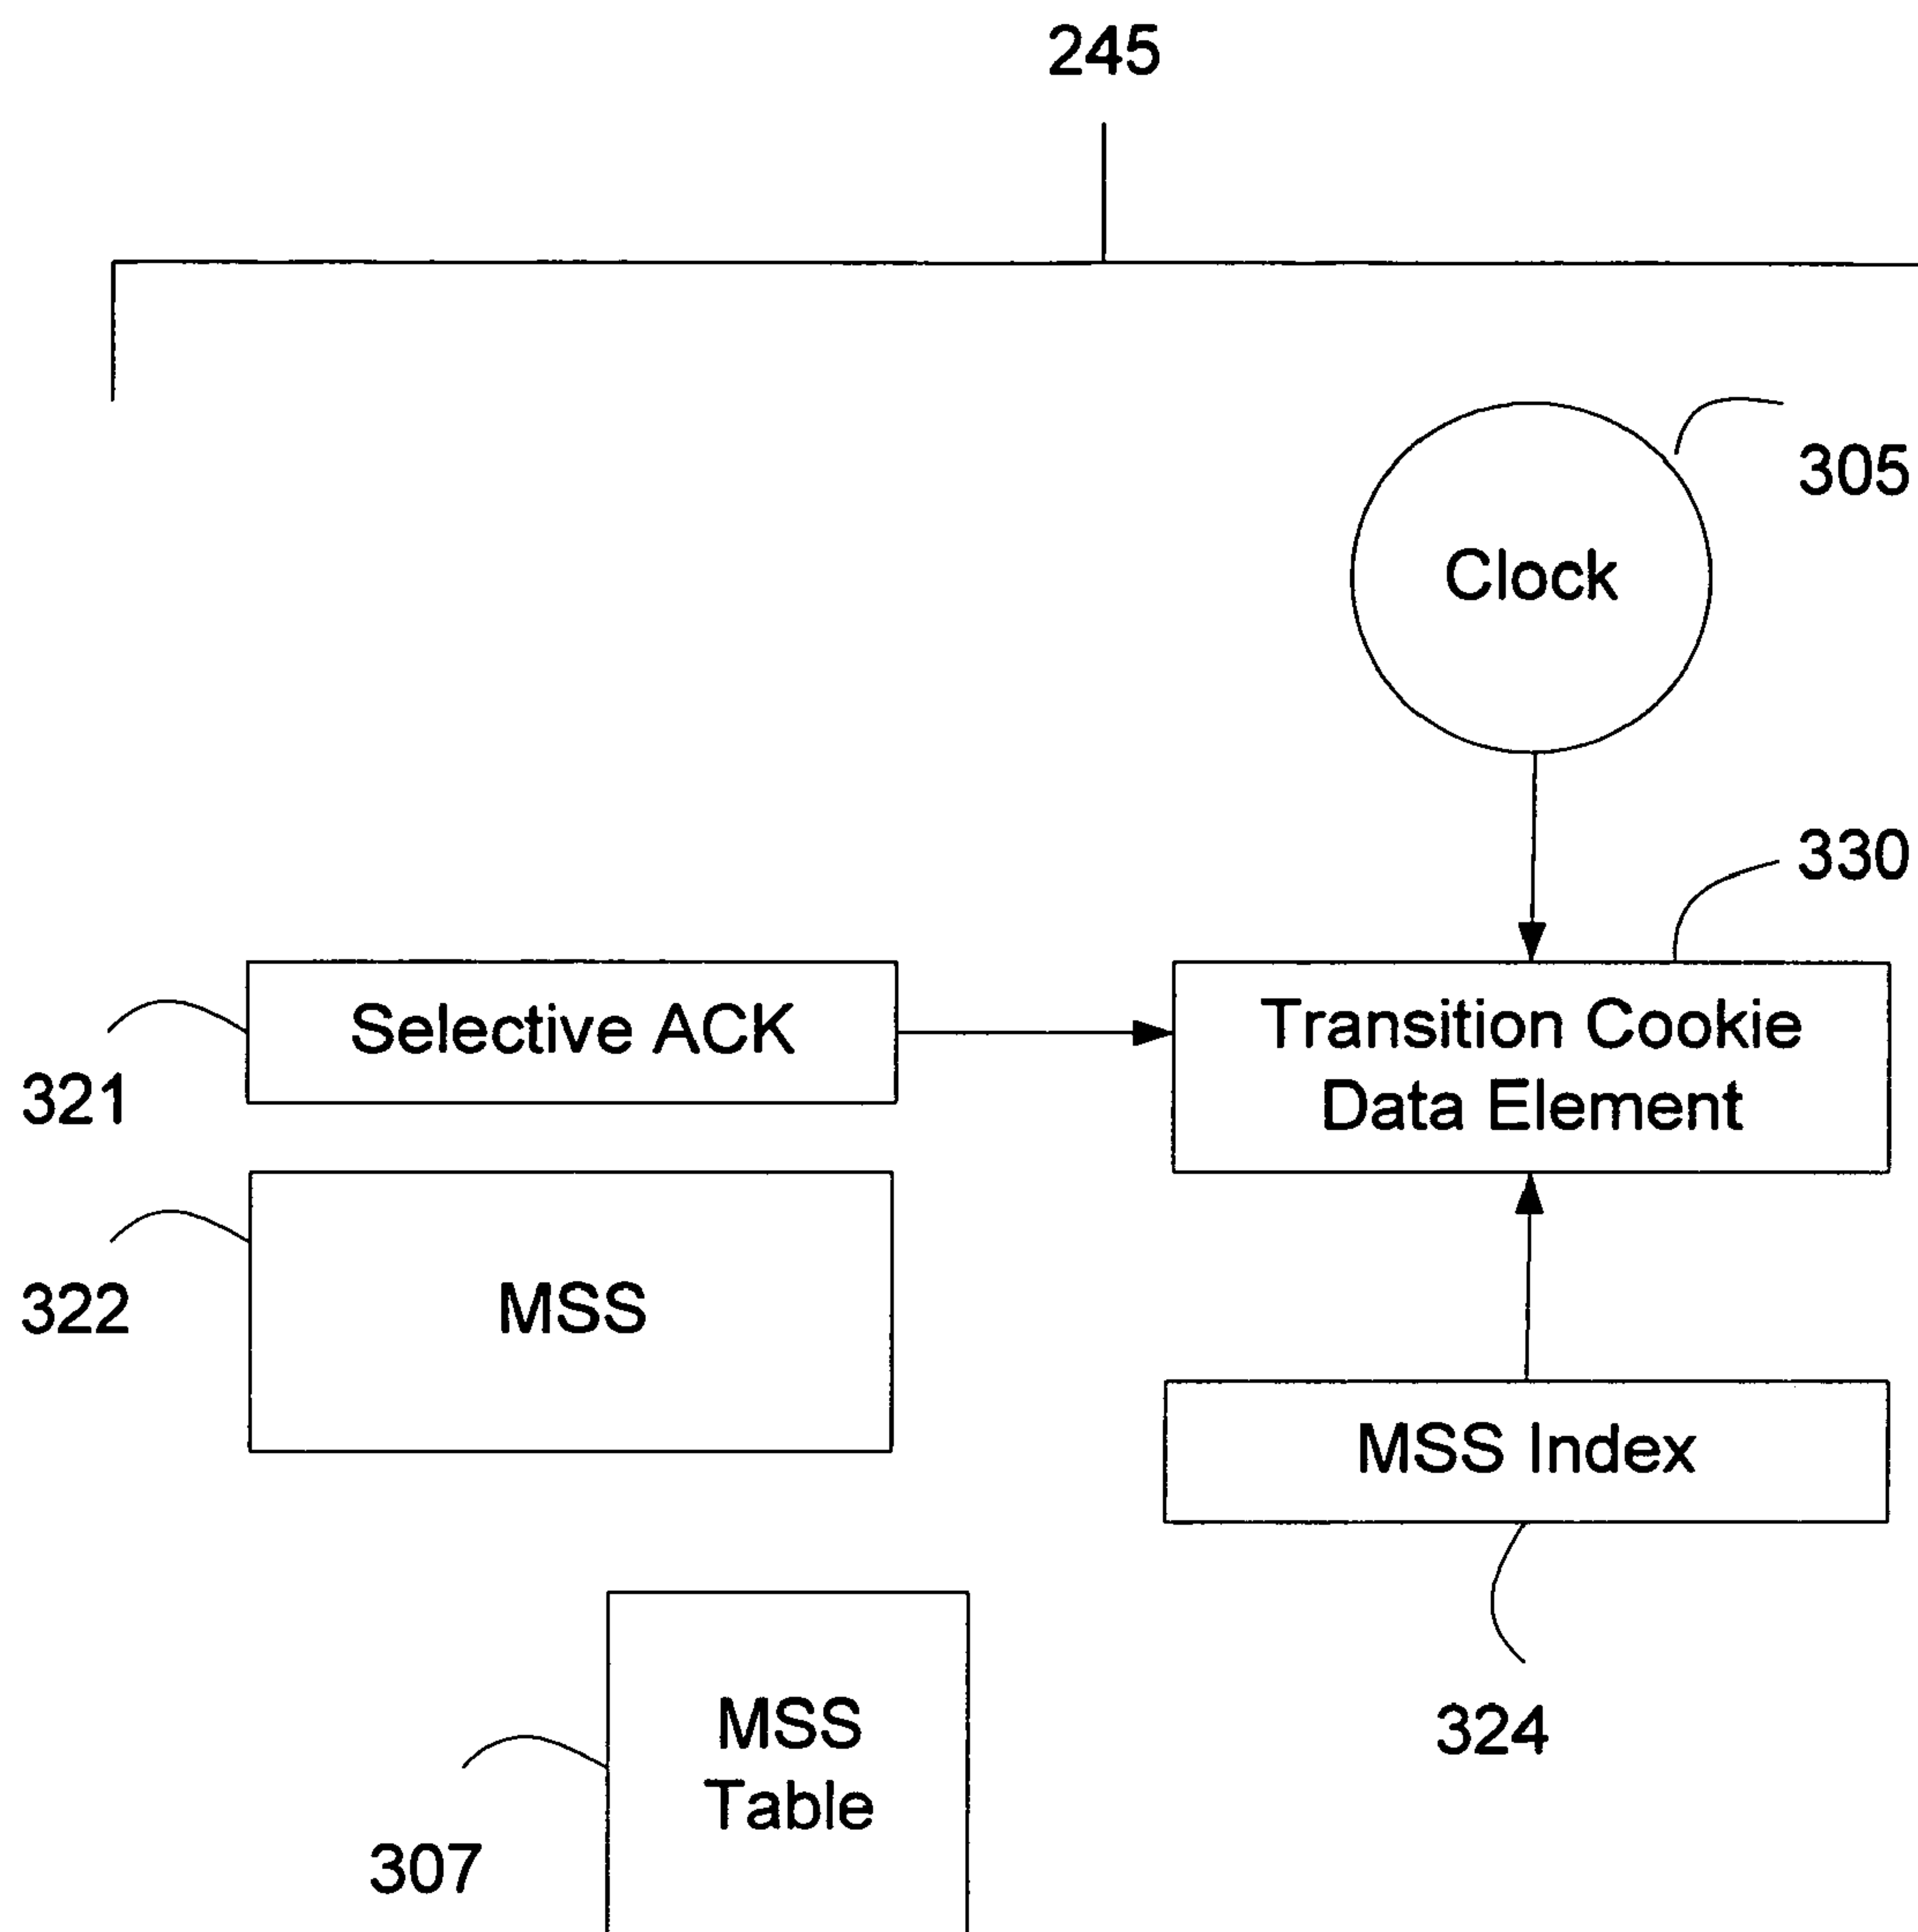 245
305
Clock
330
Selective ACK
Transition Cookie
Data Element
321
322
MSS
MSS Index
324
MSS
Table
307